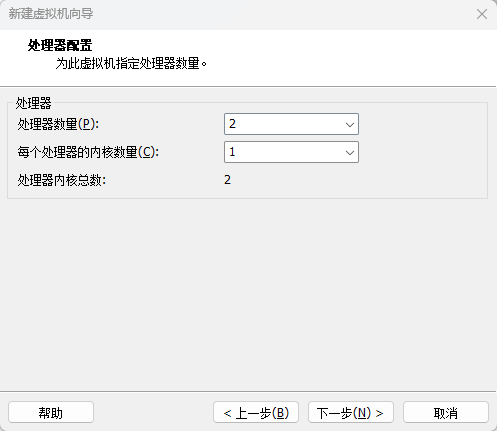 新建虚拟机向导
处理器配置
为此虚拟机指定处理器数量。
处理器
处理器数量(P): 2
每个处理器的内核数量(C): 1
处理器内核总数: 2
帮助 < 上一步(B) 下一步(N) > 取消